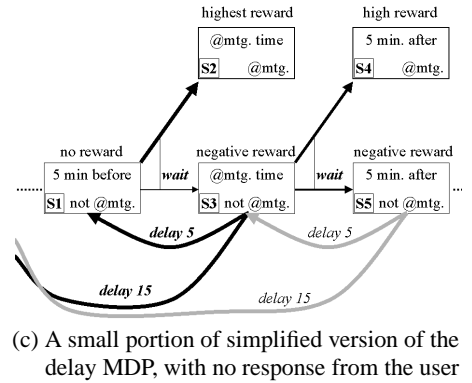 highest reward
high reward
@mtg. time
S2 @mtg.
5 min. after
S4 @mtg.
no reward
negative reward
negative reward
5 min before
S1 not @mtg.
wait
@mtg. time
S3 not @mtg.
wait
5 min. after
S5 not @mtg.
delay 5
delay 5
delay 15
delay 15
(c) A small portion of simplified version of the
delay MDP, with no response from the user